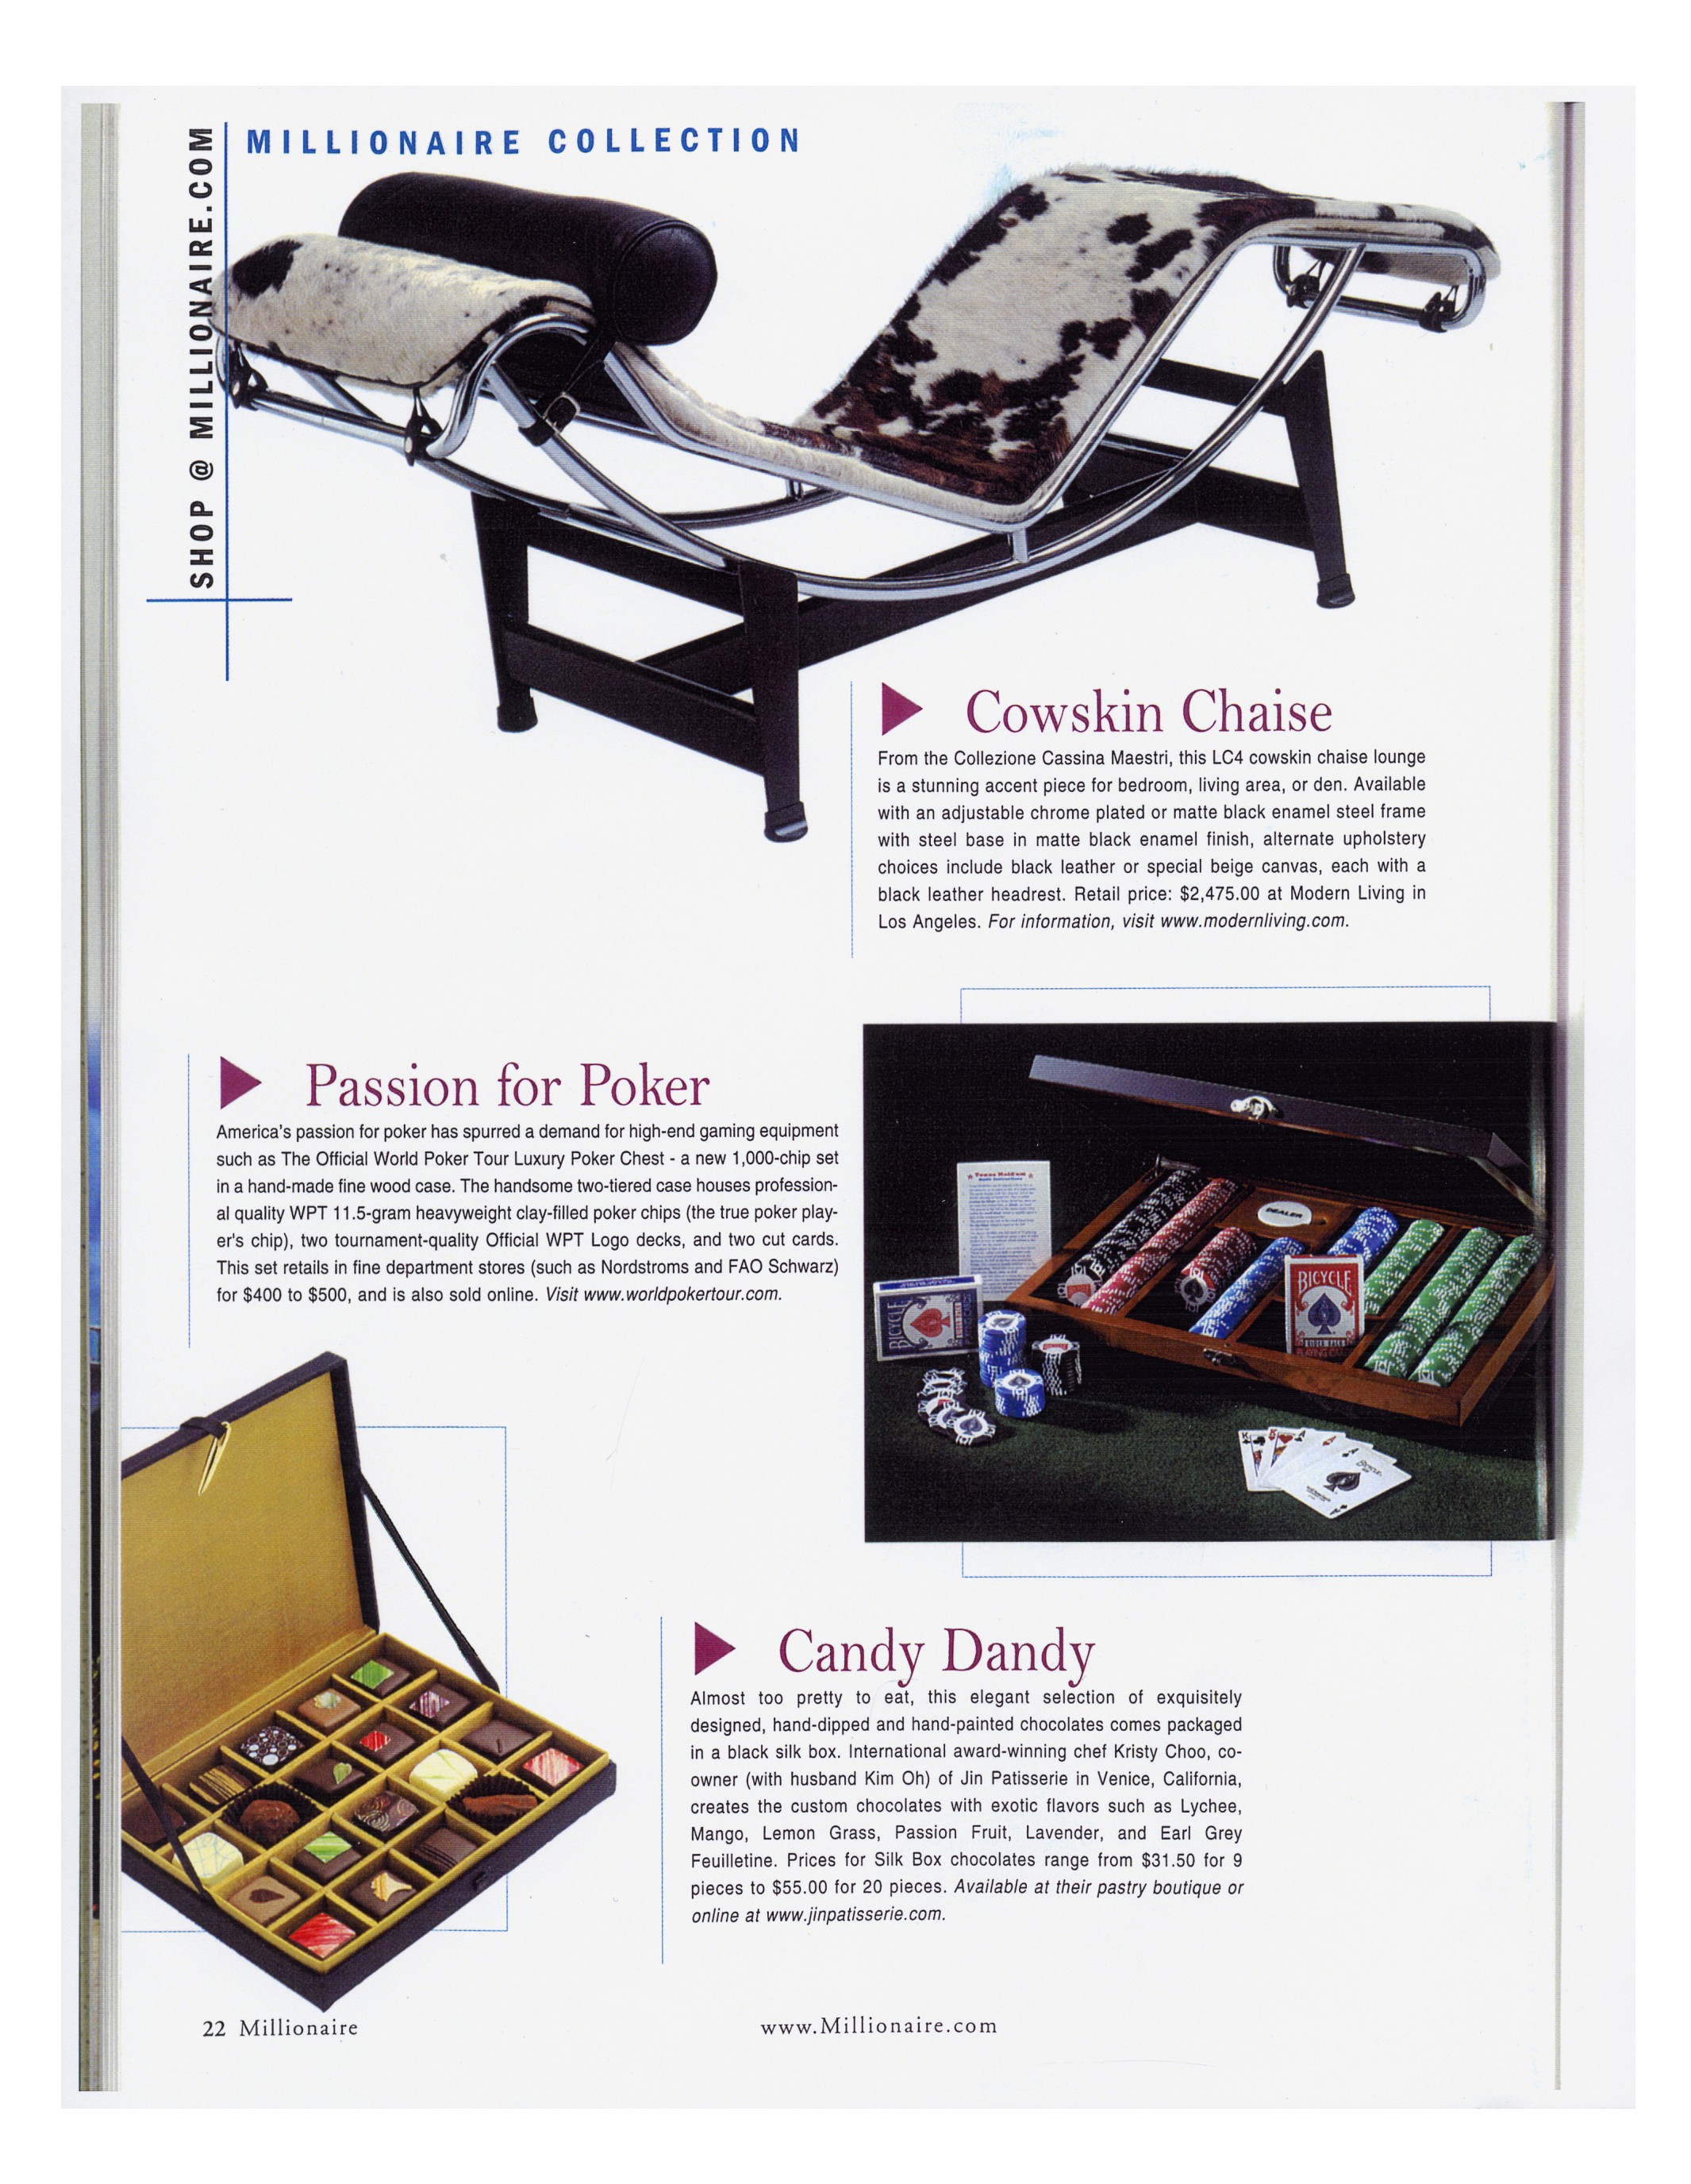 MILLIONAIRE COLLECTION
SHOP @ MILLIONAIRE.COM
Cowskin Chaise
From the Collezione Cassina Maestri, this LC4 cowskin chaise lounge
is a stunning accent piece for bedroom, living area, or den. Available
with an adjustable chrome plated or matte black enamel steel frame
with steel base in matte black enamel finish, alternate upholstery
choices include black leather or special beige canvas, each with a
black leather headrest. Retail price: $2,475.00 at Modern Living in
Los Angeles. For information, visit www.modernliving.com.
Passion for Poker
America's passion for poker has spurred a demand for high-end gaming equipment
such as The Official World Poker Tour Luxury Poker Chest - a new 1,000-chip set
in a hand-made fine wood case. The handsome two-tiered case houses profession-
al quality WPT 11.5-gram heavyweight clay-filled poker chips (the true poker play-
er's chip), two tournament-quality Official WPT Logo decks, and two cut cards.
This set retails in fine department stores (such as Nordstroms and FAO Schwarz)
for $400 to $500, and is also sold online. Visit www.worldpokertour.com.
Texas Hold'em
DEALER
BICYCLE
BICYCLE
PLAYING CARDS
K
K
A
A
A
Candy Dandy
Almost too pretty to eat, this elegant selection of exquisitely
designed, hand-dipped and hand-painted chocolates comes packaged
in a black silk box. International award-winning chef Kristy Choo, co-
owner (with husband Kim Oh) of Jin Patisserie in Venice, California,
creates the custom chocolates with exotic flavors such as Lychee,
Mango, Lemon Grass, Passion Fruit, Lavender, and Earl Grey
Feuilletine. Prices for Silk Box chocolates range from $31.50 for 9
pieces to $55.00 for 20 pieces. Available at their pastry boutique or
online at www.jinpatisserie.com.
22 Millionaire
www.Millionaire.com